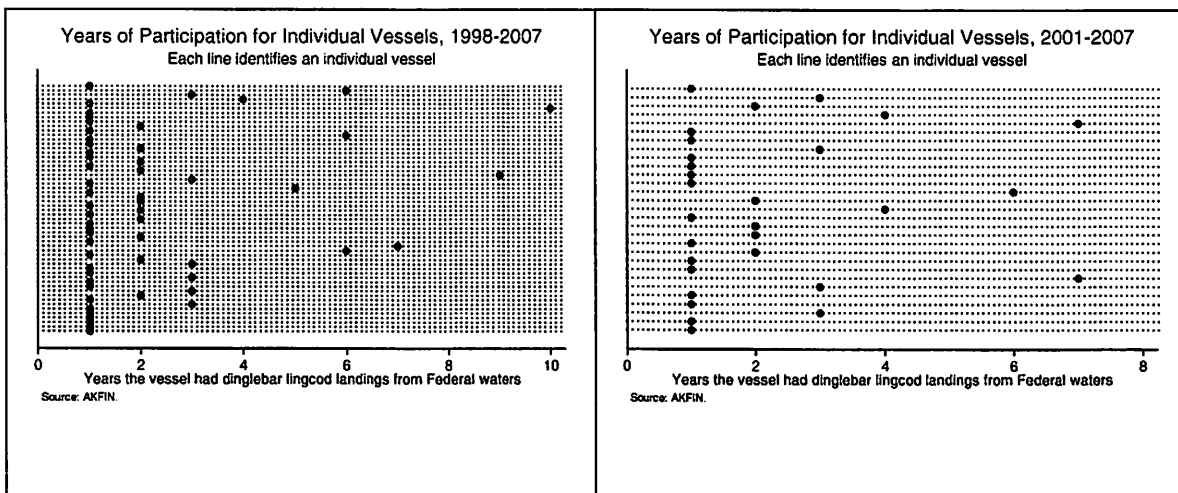 Years of Participation for Individual Vessels, 1998-2007
Each line identifies an individual vessel
0 2 4 6 8 10
Years the vessel had dinglebar lingcod landings from Federal waters
Source: AKFIN.
Years of Participation for Individual Vessels, 2001-2007
Each line identifies an individual vessel
0 2 4 6 8
Years the vessel had dinglebar lingcod landings from Federal waters
Source: AKFIN.